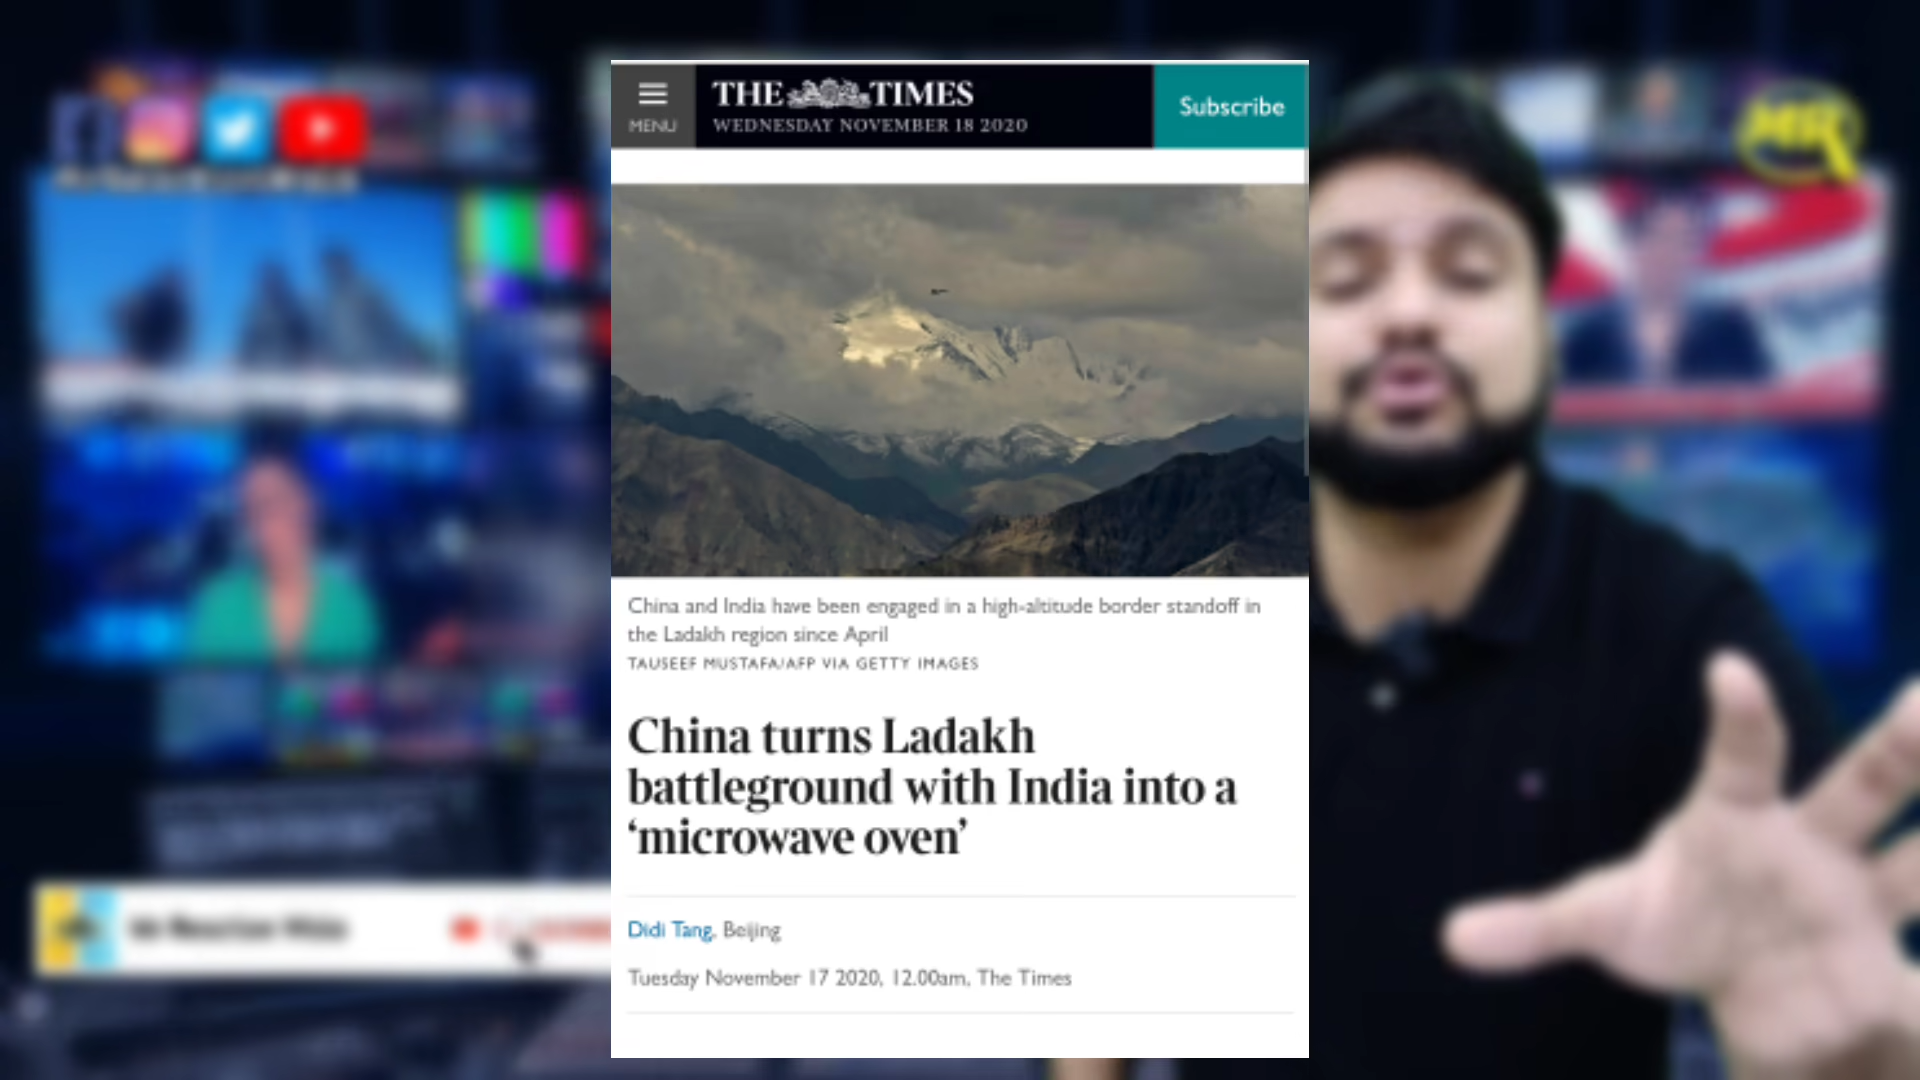 MENU
THE TIMES
WEDNESDAY NOVEMBER 18 2020
Subscribe
China and India have been engaged in a high-altitude border standoff in
the Ladakh region since April
TAUSEEF MUSTAFA/AFP VIA GETTY IMAGES
China turns Ladakh
battleground with India into a
‘microwave oven’
Didi Tang, Beijing
Tuesday November 17 2020, 12.00am, The Times